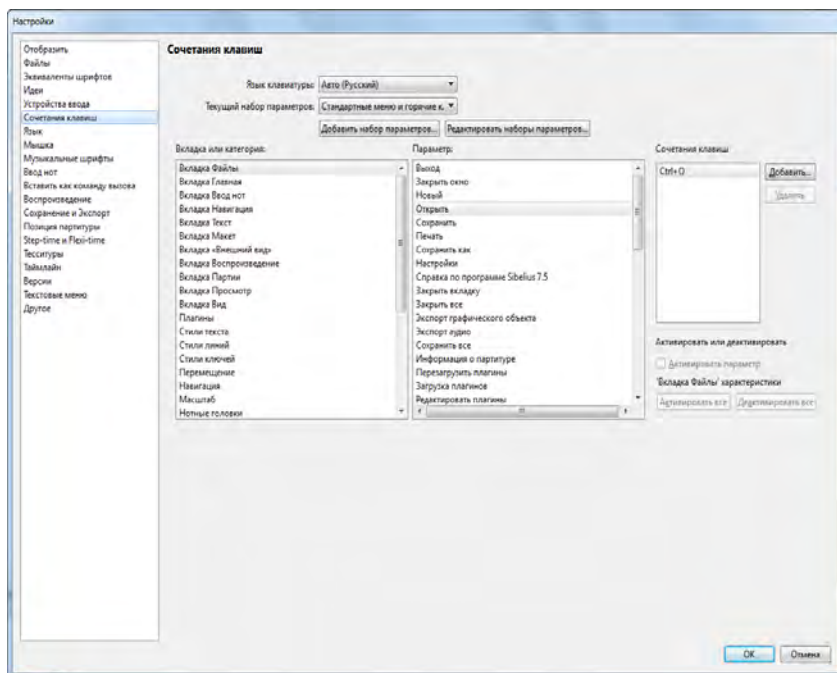 Настройки
Отобразить
Файлы
Эквиваленты шрифтов
Идеи
Устройства ввода
Сочетания клавиш
Язык
Мышка
Музыкальные шрифты
Ввод нот
Вставить как команду вызова
Воспроизведение
Сохранение и Экспорт
Позиция партитуры
Step-time и Flexi-time
Тесситуры
Таймлайн
Версии
Текстовые меню
Другое
Сочетания клавиш
Язык клавиатуры: Авто (Русский)
Текущий набор параметров: Стандартные меню и горячие к.
Добавить набор параметров... Редактировать наборы параметров...
Вкладка или категория:
Вкладка Файлы
Вкладка Главная
Вкладка Ввод нот
Вкладка Навигация
Вкладка Текст
Вкладка Макет
Вкладка «Внешний вид»
Вкладка Воспроизведение
Вкладка Партии
Вкладка Просмотр
Вкладка Вид
Плагины
Стили текста
Стили линий
Стили ключей
Перемещение
Навигация
Масштаб
Нотные головки
Параметр:
Выход
Закрыть окно
Новый
Открыть
Сохранить
Печать
Сохранить как
Настройки
Справка по программе Sibelius 7.5
Закрыть вкладку
Закрыть все
Экспорт графического объекта
Экспорт аудио
Сохранить все
Информация о партитуре
Перезагрузить плагины
Загрузка плагинов
Редактировать плагины
Сочетания клавиш
Ctrl+O
Добавить...
Удалить
Активировать или деактивировать
Активировать параметр
'Вкладка Файлы' характеристики
Активировать все Деактивировать все
OK Отмена